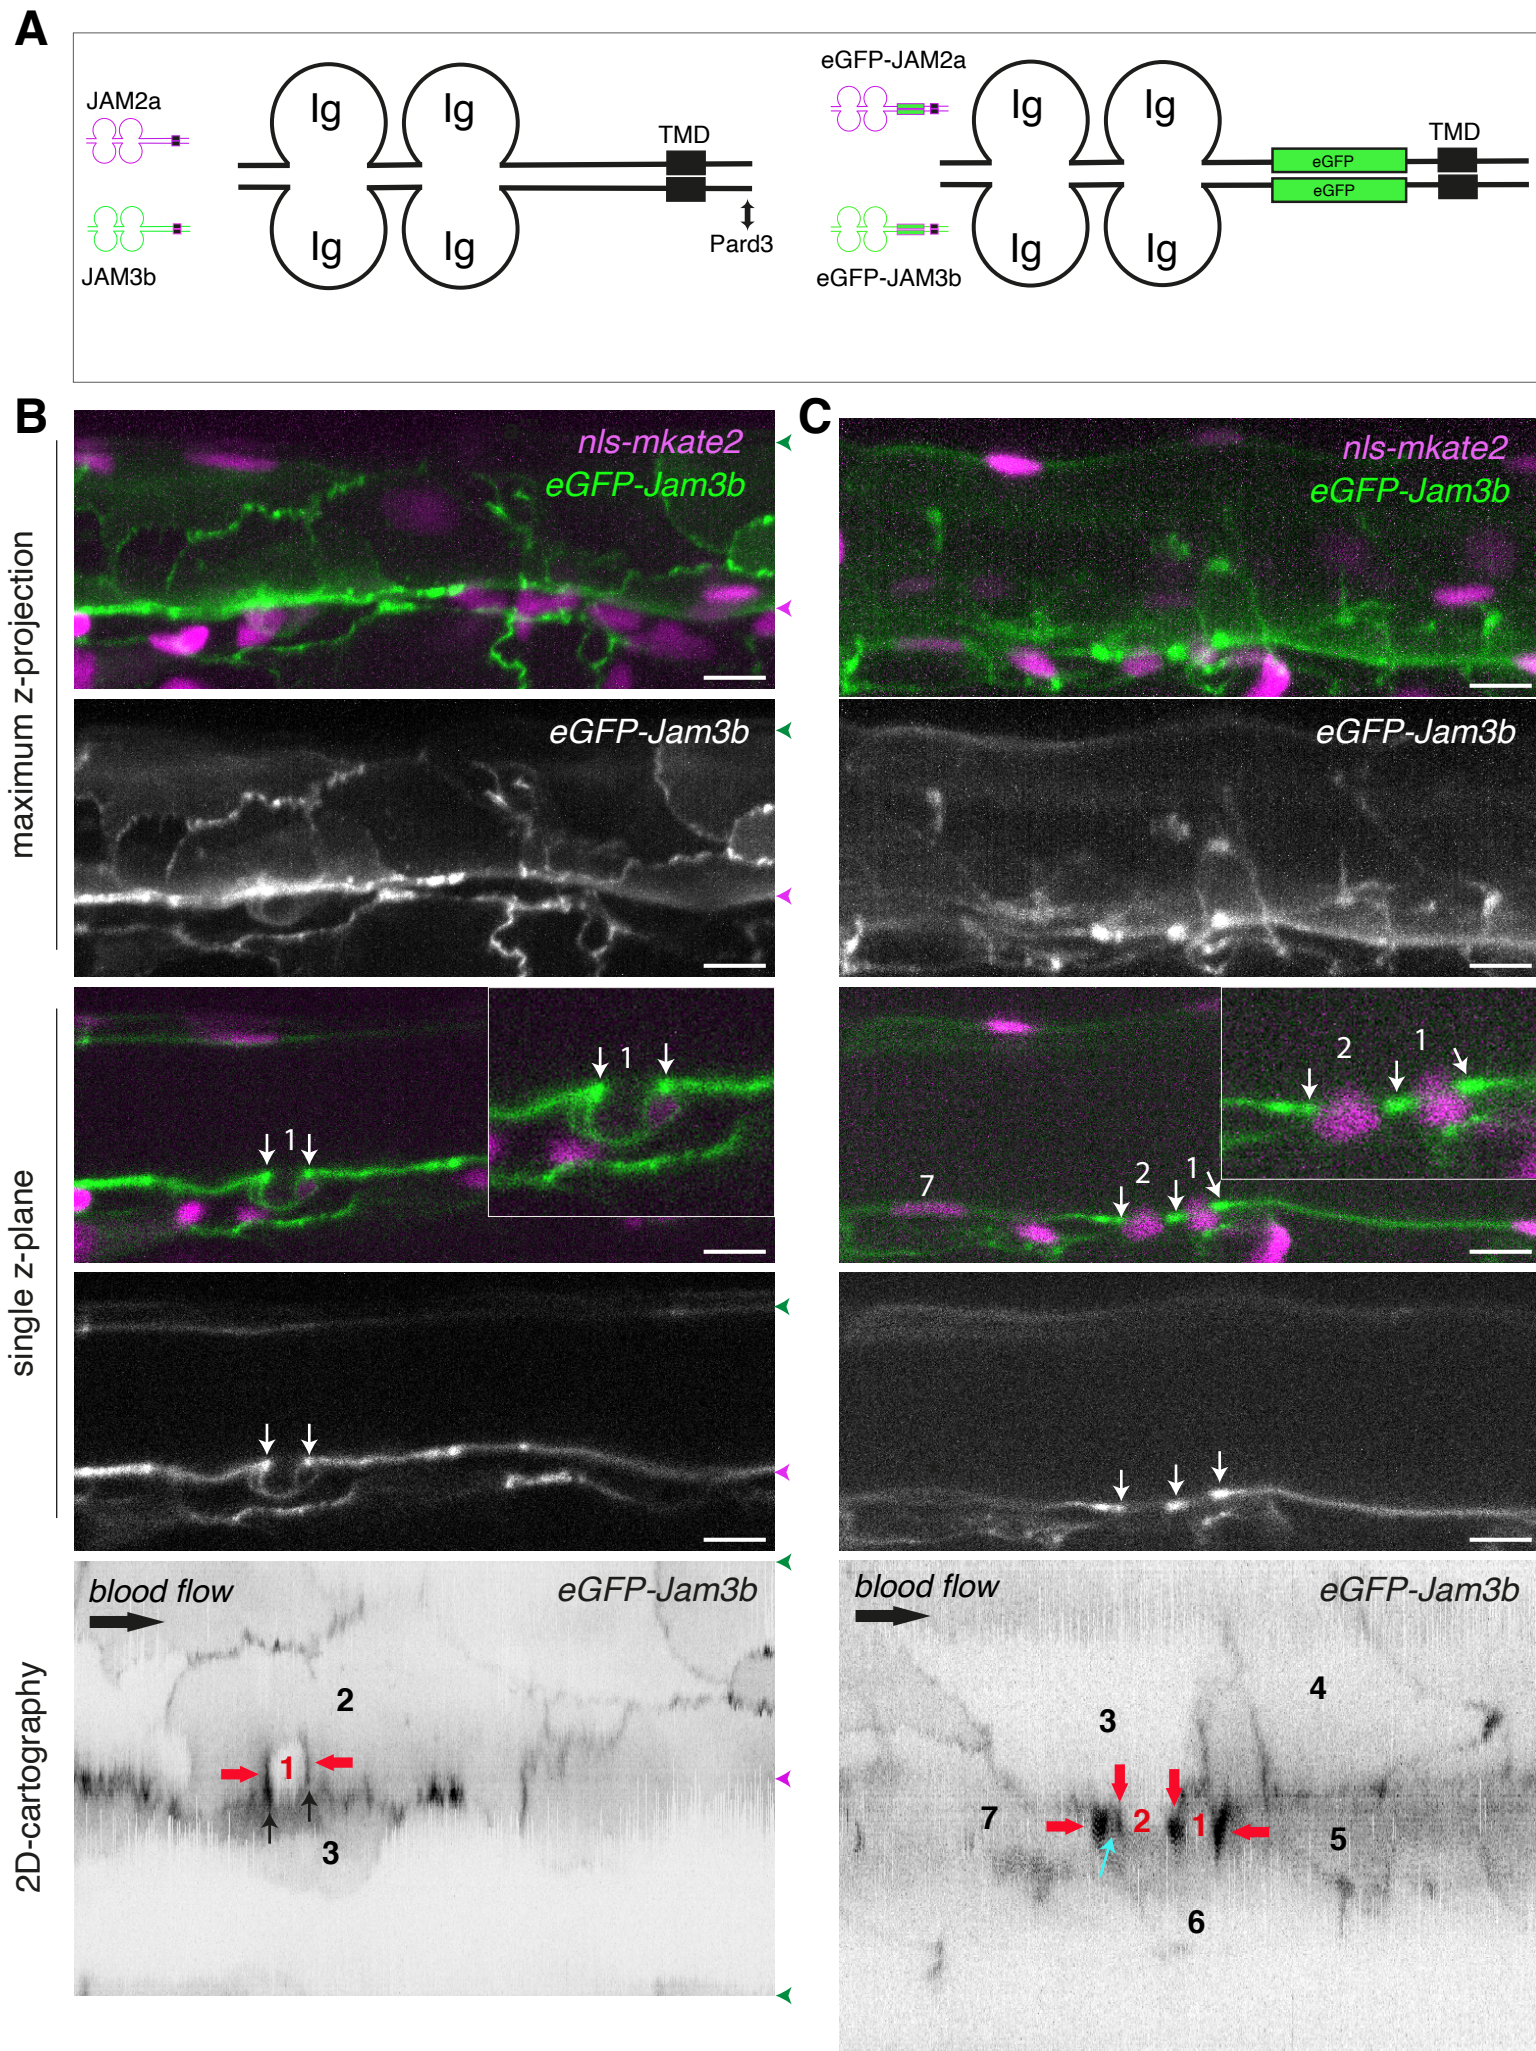 A
JAM2a
JAM3b
Ig
Ig
Ig
Ig
TMD
Pard3
eGFP-JAM2a
eGFP-JAM3b
Ig
Ig
Ig
Ig
eGFP
eGFP
TMD
B
maximum z-projection
nls-mkate2
eGFP-Jam3b
eGFP-Jam3b
single z-plane
1
1
2D-cartography
blood flow
eGFP-Jam3b
2
1
3
C
nls-mkate2
eGFP-Jam3b
eGFP-Jam3b
2
1
7
2
1
blood flow
eGFP-Jam3b
4
3
7
2
1
5
6